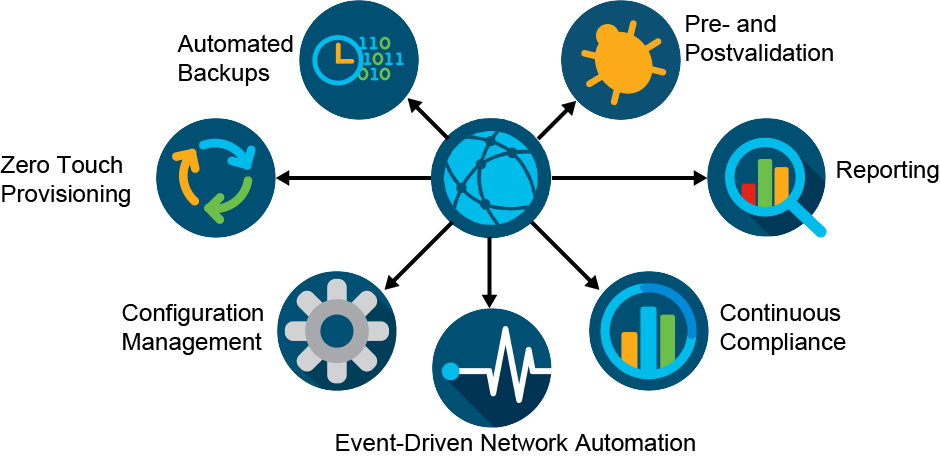 Automated
Backups
110
1011
010
Pre- and
Postvalidation
Zero Touch
Provisioning
Reporting
Configuration
Management
Continuous
Compliance
Event-Driven Network Automation